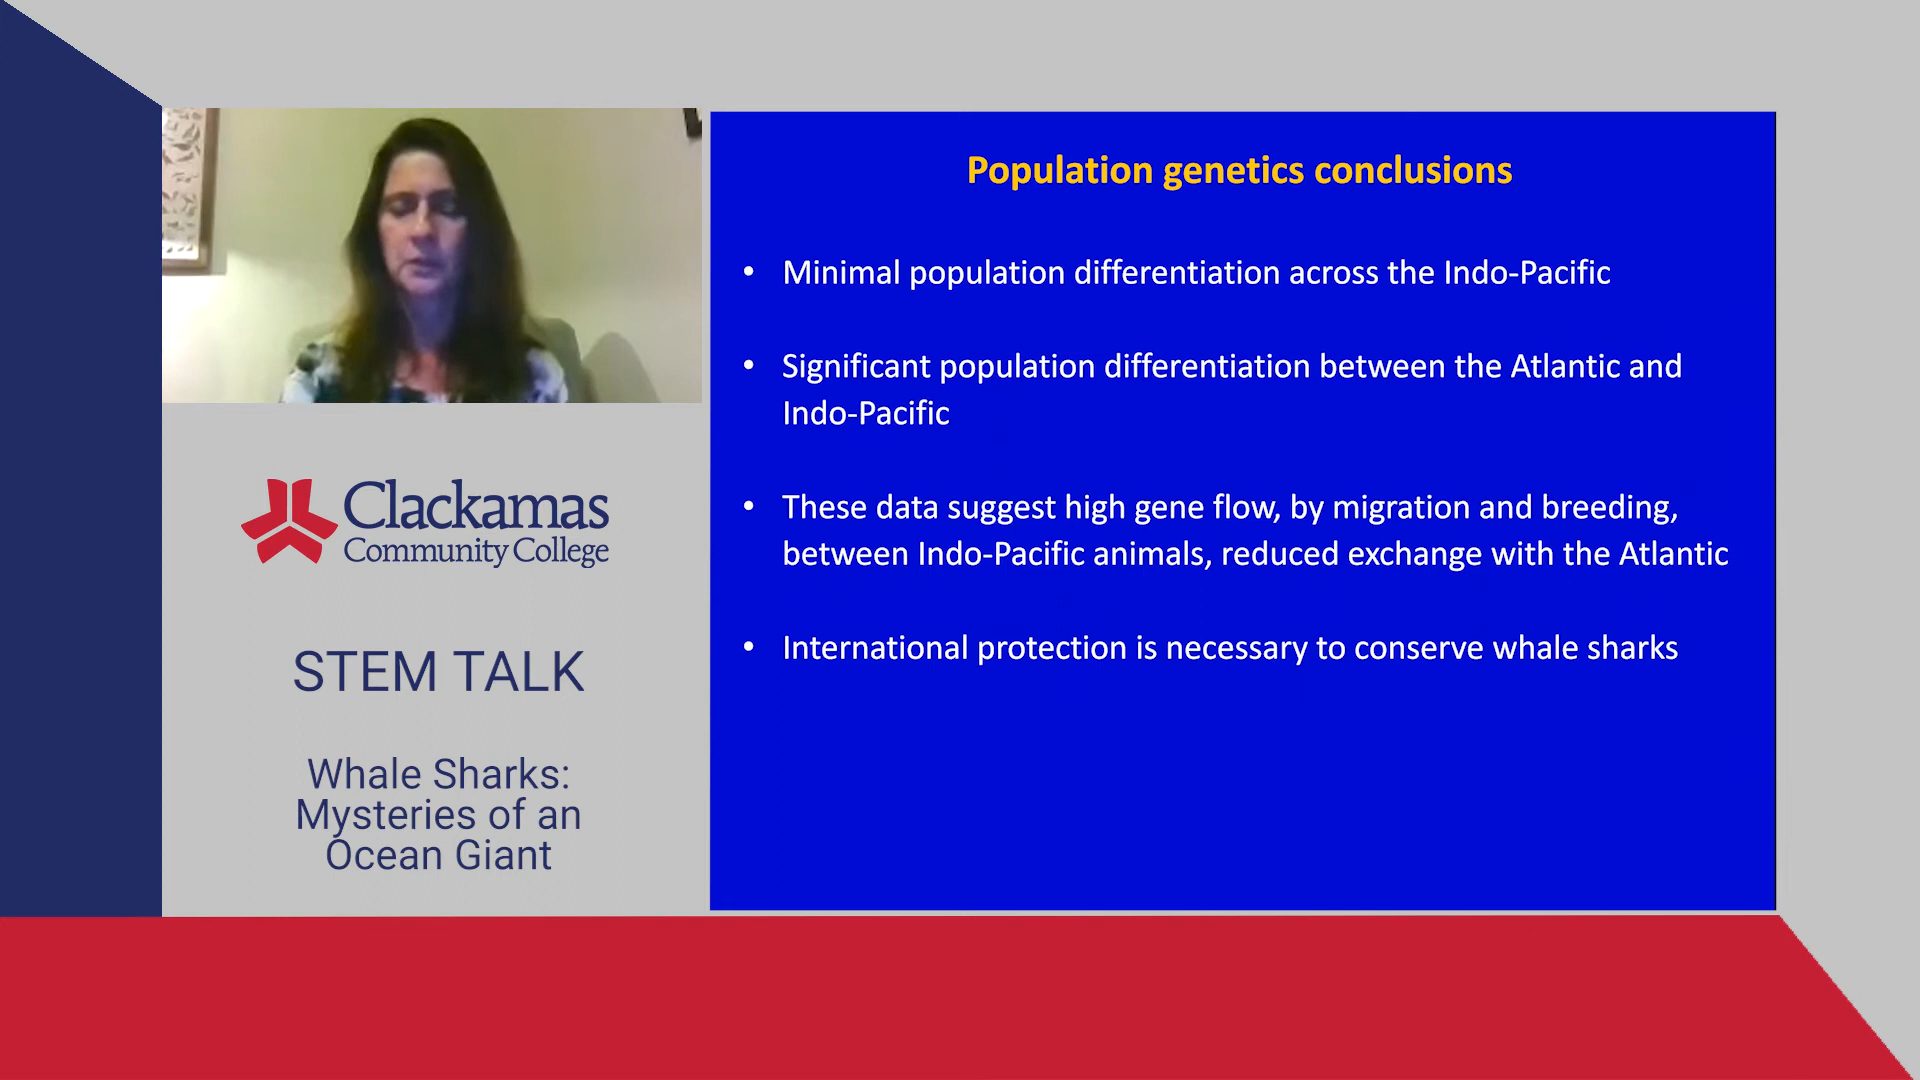 Population genetics conclusions
• Minimal population differentiation across the Indo-Pacific
• Significant population differentiation between the Atlantic and
Indo-Pacific
• These data suggest high gene flow, by migration and breeding,
between Indo-Pacific animals, reduced exchange with the Atlantic
• International protection is necessary to conserve whale sharks
Clackamas
Community College
STEM TALK
Whale Sharks:
Mysteries of an
Ocean Giant